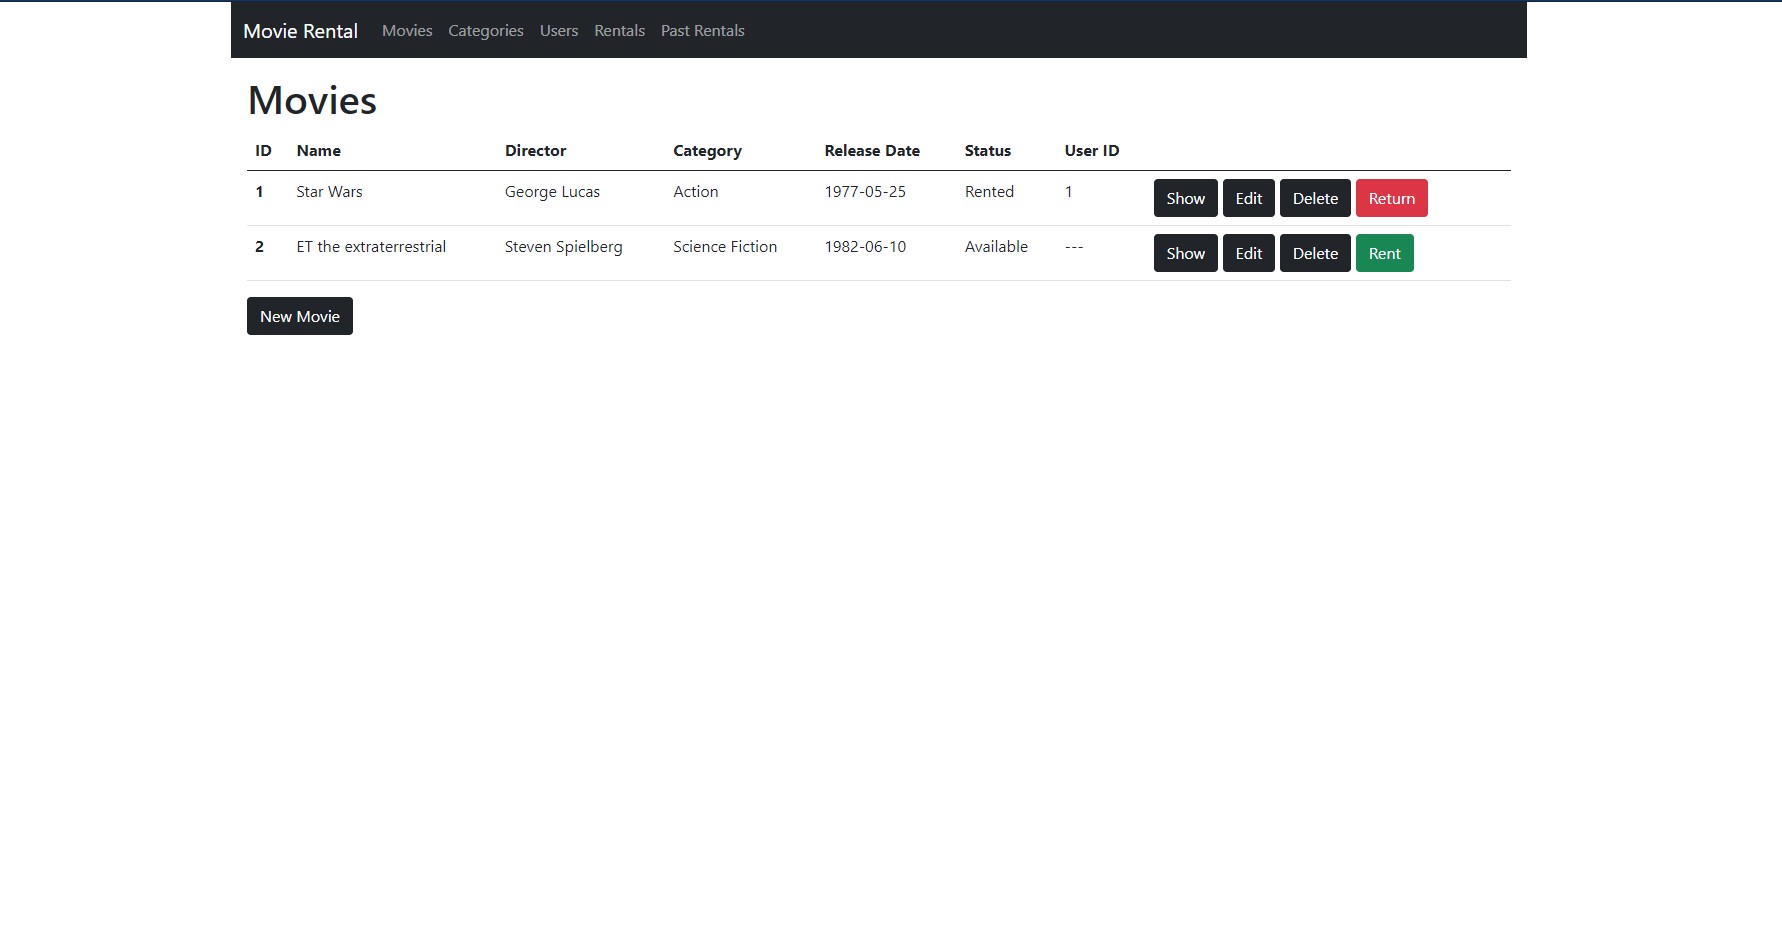 Movie Rental Movies Categories Users Rentals Past Rentals
Movies
ID Name Director Category Release Date Status User ID
1 Star Wars George Lucas Action 1977-05-25 Rented 1 Show Edit Delete Return
2 ET the extraterrestrial Steven Spielberg Science Fiction 1982-06-10 Available --- Show Edit Delete Rent
New Movie